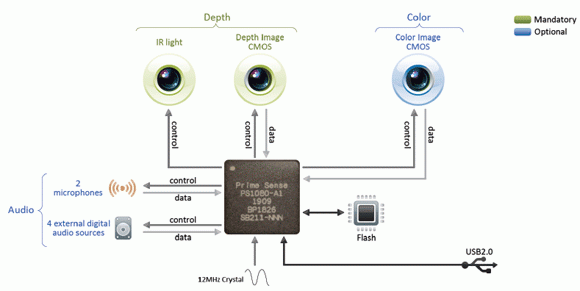 Depth
Color
Mandatory
Optional
IR light
Depth Image
CMOS
Color Image
CMOS
control
control
data
control
data
Audio
2
microphones
control
data
4 external digital
audio sources
control
data
Prime Sense
PS1080-A1
1909
BP1826
SB211-NNN
Flash
USB2.0
12MHz Crystal